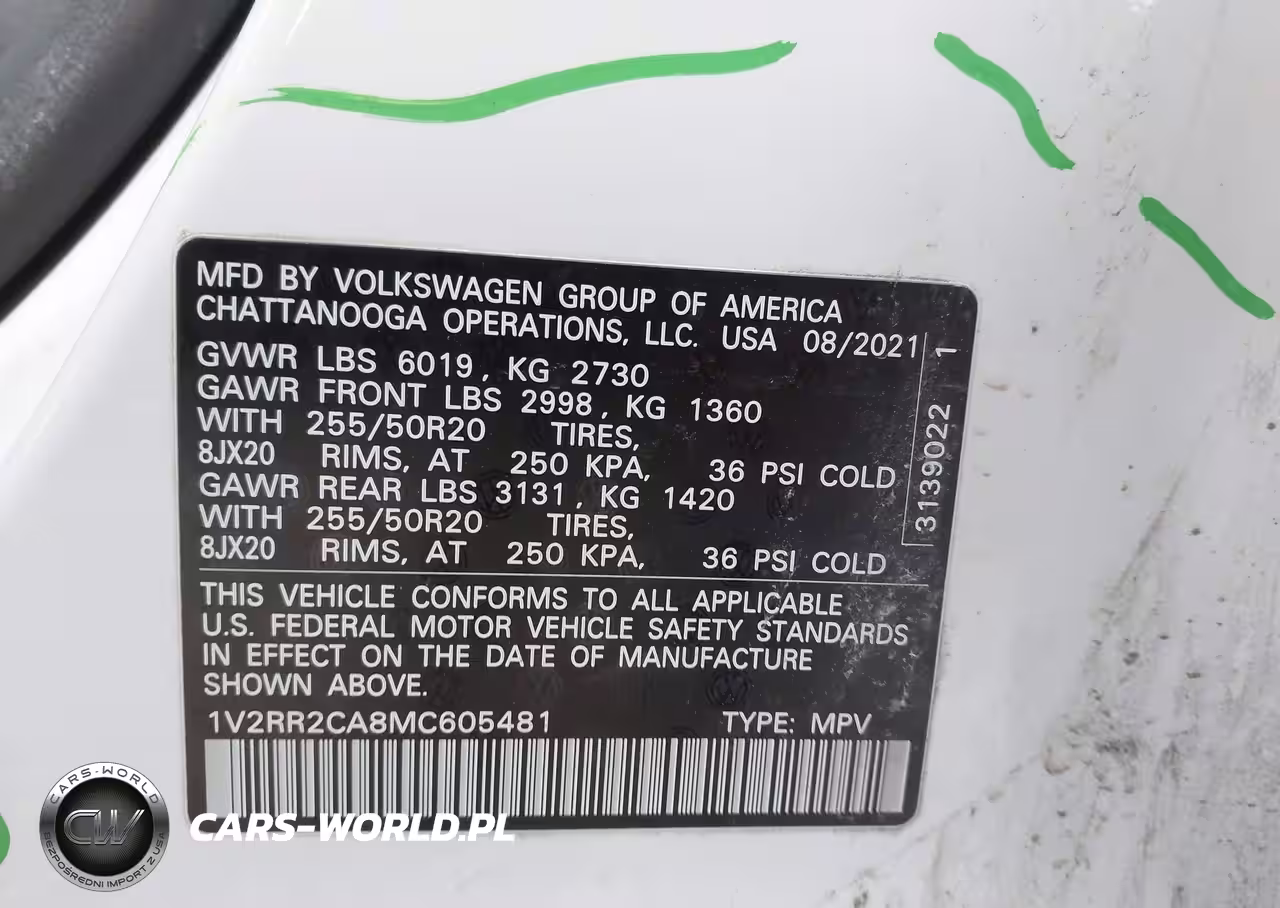 MFD BY VOLKSWAGEN GROUP OF AMERICA
CHATTANOOGA OPERATIONS, LLC. USA 08/2021
GVWR LBS 6019, KG 2730
GAWR FRONT LBS 2998, KG 1360
WITH 255/50R20 TIRES,
8JX20 RIMS, AT 250 KPA, 36 PSI COLD
GAWR REAR LBS 3131, KG 1420
WITH 255/50R20 TIRES,
8JX20 RIMS, AT 250 KPA, 36 PSI COLD
3139022 1
THIS VEHICLE CONFORMS TO ALL APPLICABLE
U.S. FEDERAL MOTOR VEHICLE SAFETY STANDARDS
IN EFFECT ON THE DATE OF MANUFACTURE
SHOWN ABOVE.
1V2RR2CA8MC605481 TYPE: MPV
CARS-WORLD
CW
BEZPOŚREDNI IMPORT Z USA
CARS-WORLD.PL